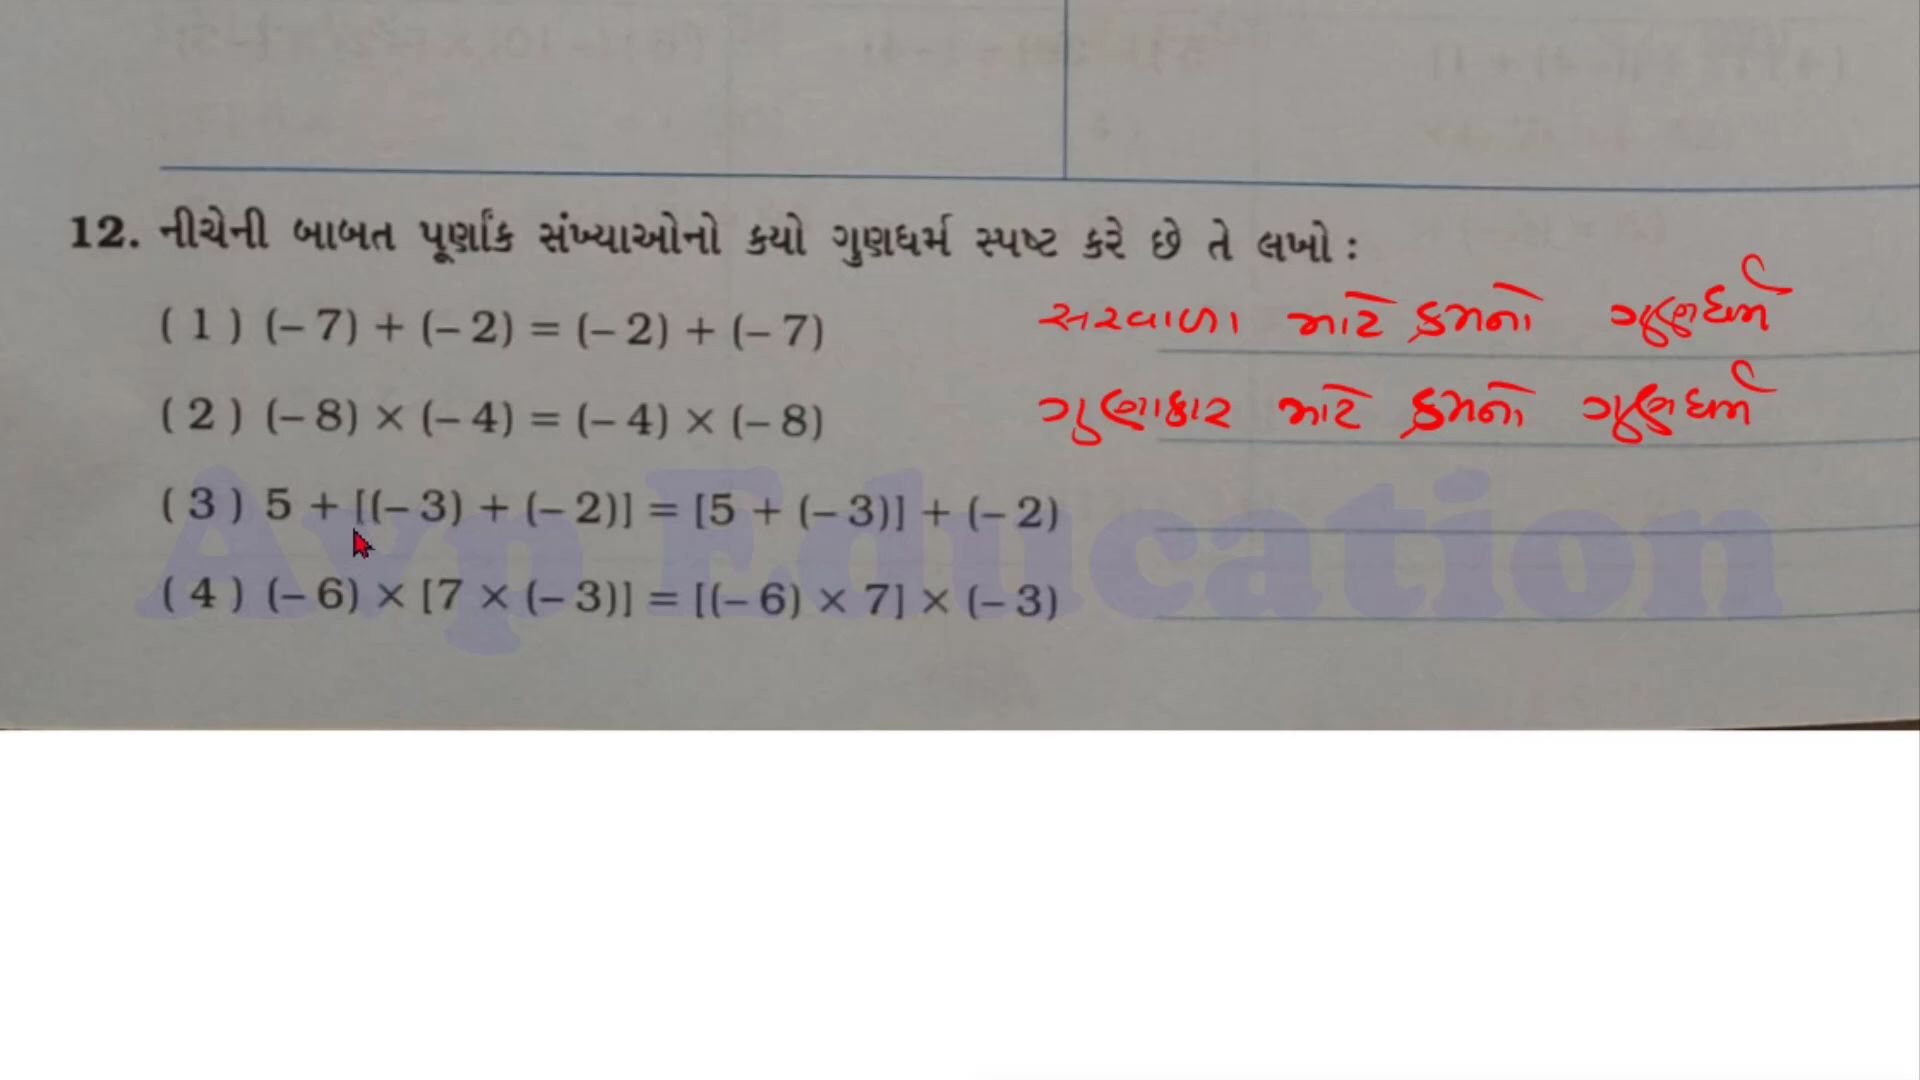 12. નીચેની બાબત પૂર્ણાંક સંખ્યાઓનો કયો ગુણધર્મ સ્પષ્ટ કરે છે તે લખો :
( 1 ) (– 7) + (– 2) = (– 2) + (– 7) સરવાળા માટે ક્રમનો ગુણધર્મ
( 2 ) (– 8) × (– 4) = (– 4) × (– 8) ગુણાકાર માટે ક્રમનો ગુણધર્મ
( 3 ) 5 + [(– 3) + (– 2)] = [5 + (– 3)] + (– 2)
Avp Education
( 4 ) (– 6) × [7 × (– 3)] = [(– 6) × 7] × (– 3)